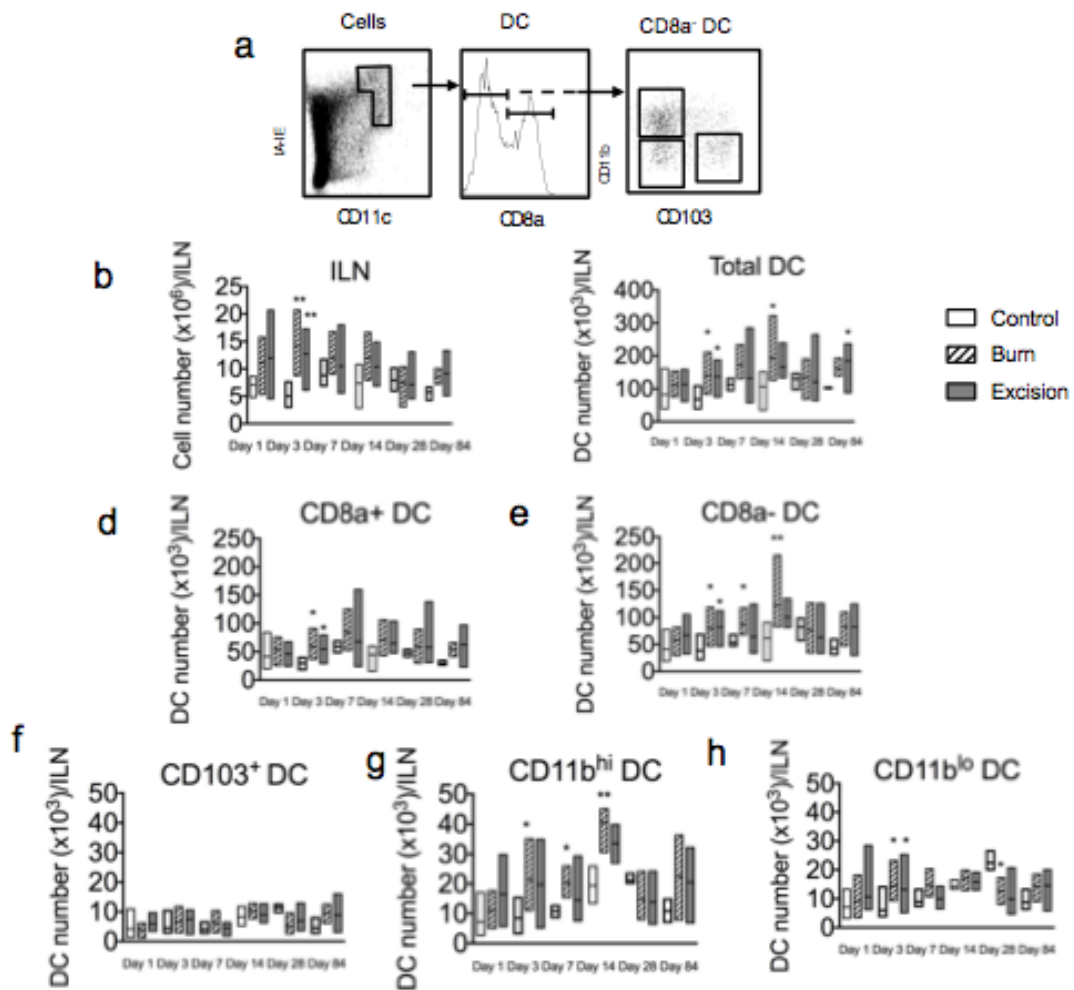 a
Cells DC CD8a- DC
IA-IE
CD11b
CD11c CD8a CD103
b
ILN
Cell number (x10⁶)/ILN
25
20
15
10
5
0
** **
Day 1 Day 3 Day 7 Day 14 Day 28 Day 84
Total DC
DC number (x10³)/ILN
400
300
200
100
0
* * * *
Day 1 Day 3 Day 7 Day 14 Day 28 Day 84
Control
Burn
Excision
d
CD8a+ DC
DC number (x10³)/ILN
250
200
150
100
50
0
* *
Day 1 Day 3 Day 7 Day 14 Day 28 Day 84
e
CD8a- DC
DC number (x10³)/ILN
250
200
150
100
50
0
* * * **
Day 1 Day 3 Day 7 Day 14 Day 28 Day 84
f
CD103⁺ DC
DC number (x10³)/ILN
50
40
30
20
10
0
Day 1 Day 3 Day 7 Day 14 Day 28 Day 84
g
CD11bʰⁱ DC
DC number (x10³)/ILN
50
40
30
20
10
0
* * **
Day 1 Day 3 Day 7 Day 14 Day 28 Day 84
h
CD11bˡᵒ DC
DC number (x10³)/ILN
50
40
30
20
10
0
* * *
Day 1 Day 3 Day 7 Day 14 Day 28 Day 84